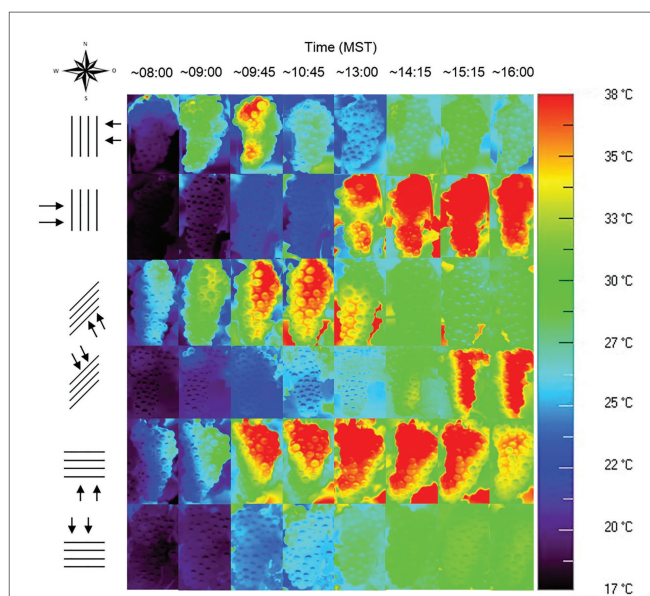 Time (MST)
N
W O
S
~08:00 ~09:00 ~09:45 ~10:45 ~13:00 ~14:15 ~15:15 ~16:00
38 °C
35 °C
33 °C
32 °C
30 °C
27 °C
25 °C
22 °C
20 °C
17 °C